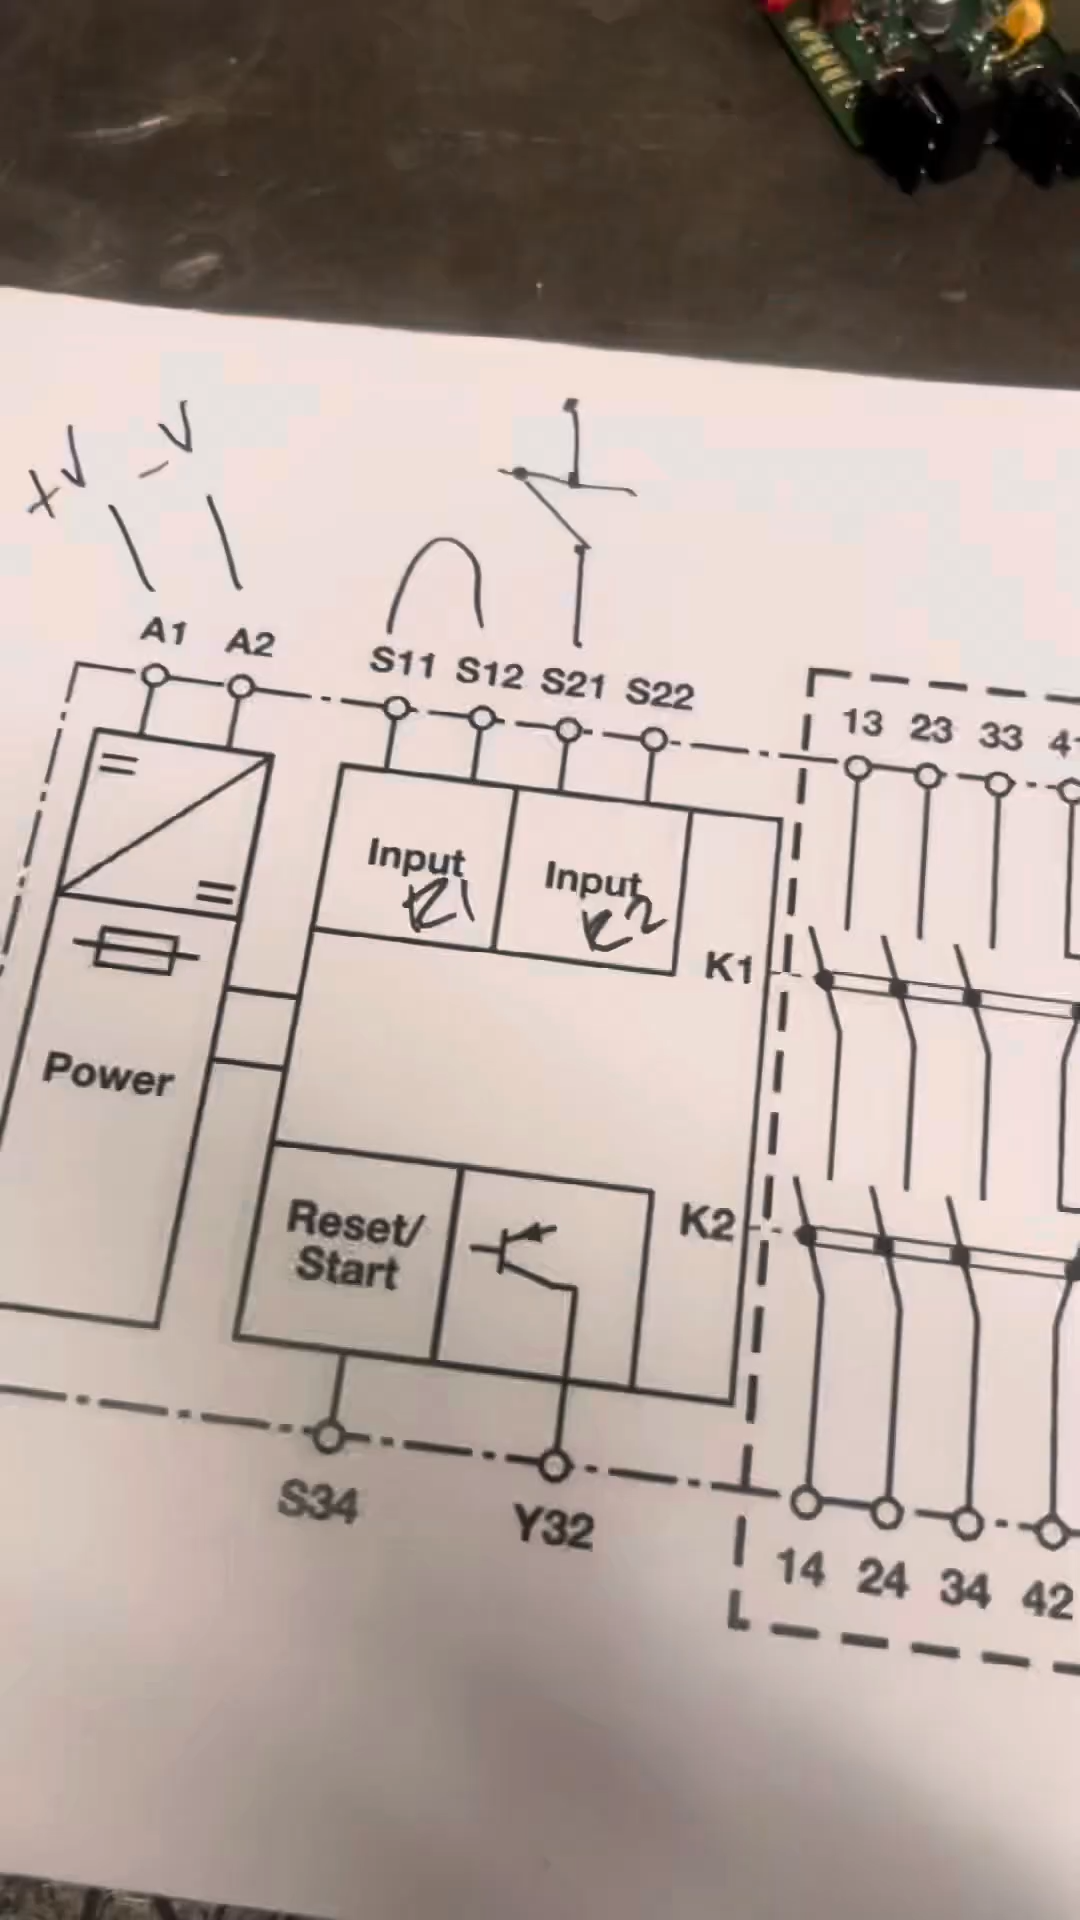 +V -V
A1 A2 S11 S12 S21 S22
13 23 33 41
Input Input
K1 K2
K1
Power
Reset/
Start
K2
S34 Y32
14 24 34 42